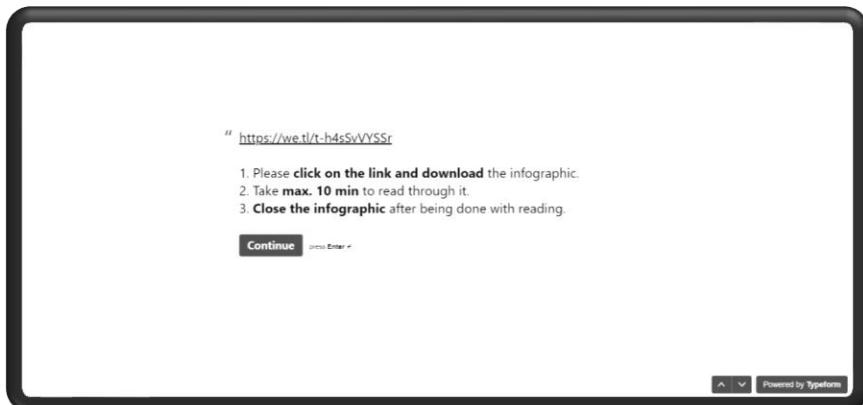 “ https://we.tl/t-h4sSvVYSSr
1. Please click on the link and download the infographic.
2. Take max. 10 min to read through it.
3. Close the infographic after being done with reading.
Continue press Enter ↵
Powered by Typeform